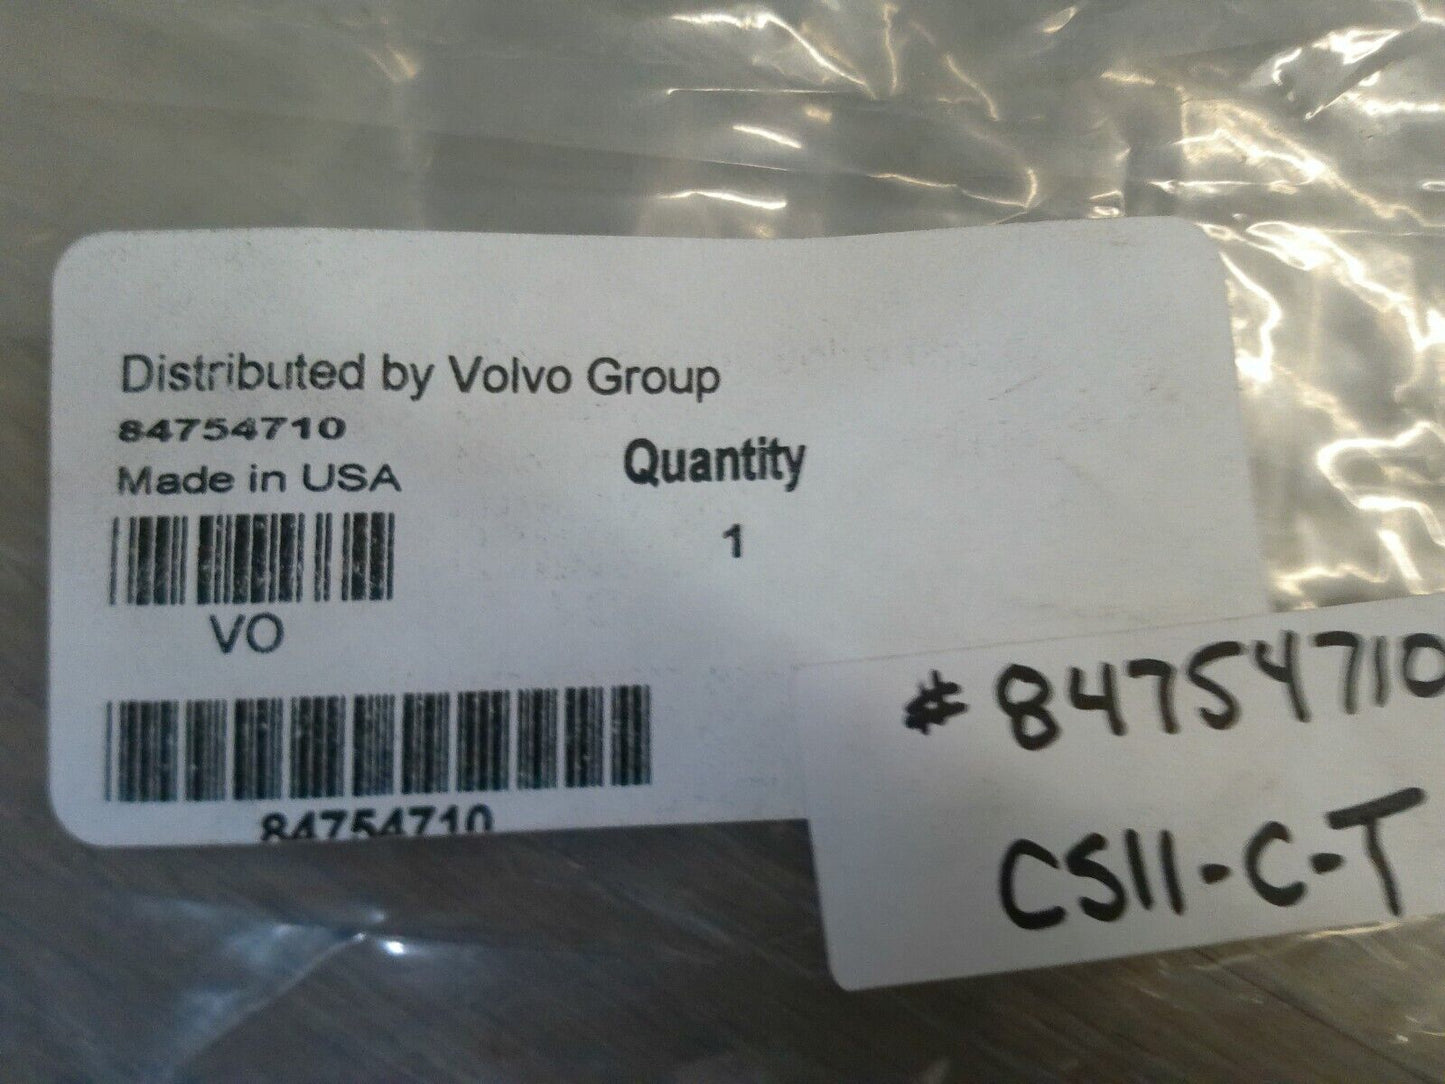 Distributed by Volvo Group
84754710
Made in USA
Quantity
1
VO
84754710
#84754710
CS11-C-T